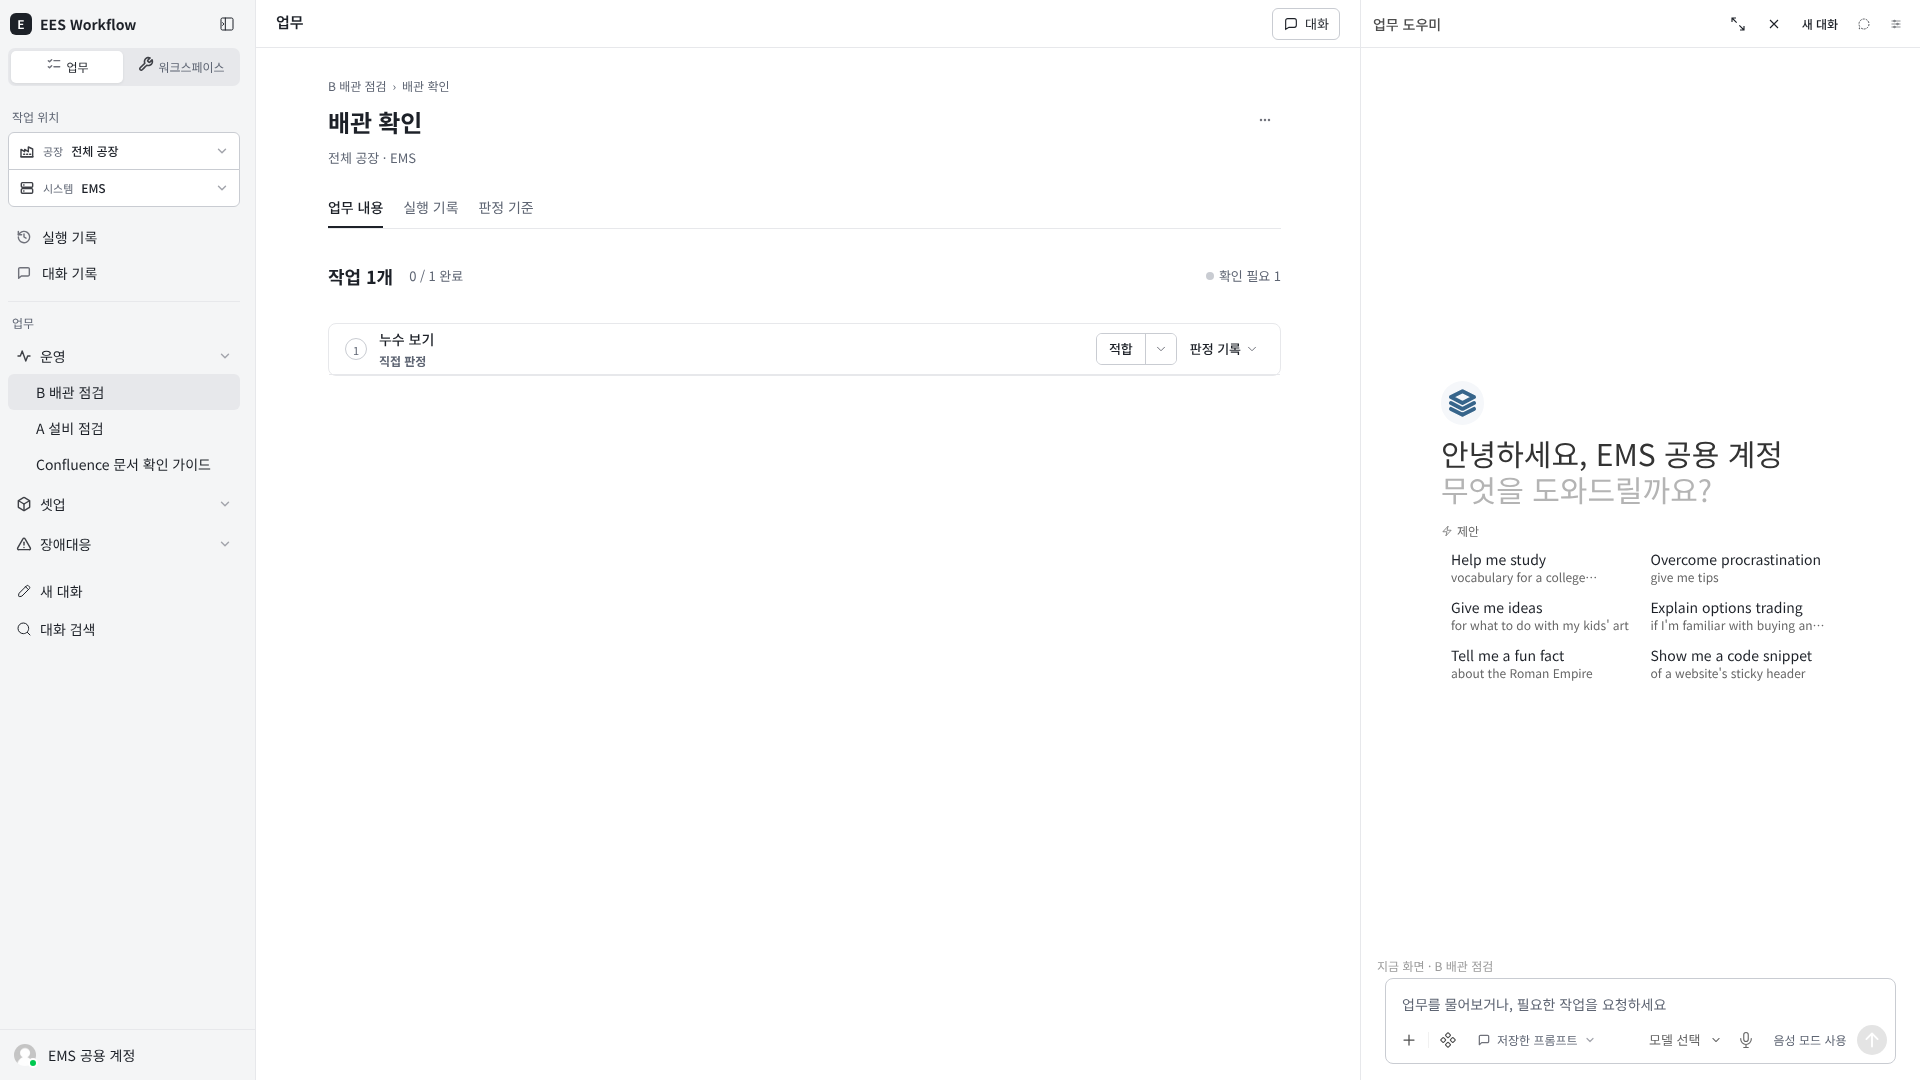 E EES Workflow
업무 워크스페이스
작업 위치
공장 전체 공장
시스템 EMS
실행 기록
대화 기록
업무
운영
B 배관 점검
A 설비 점검
Confluence 문서 확인 가이드
셋업
장애대응
새 대화
대화 검색
EMS 공용 계정
업무
대화
B 배관 점검 › 배관 확인
배관 확인
···
전체 공장 · EMS
업무 내용 실행 기록 판정 기준
작업 1개 0 / 1 완료
확인 필요 1
1 누수 보기
직접 판정
적합
판정 기록
업무 도우미
새 대화
안녕하세요, EMS 공용 계정
무엇을 도와드릴까요?
제안
Help me study
vocabulary for a college…
Overcome procrastination
give me tips
Give me ideas
for what to do with my kids' art
Explain options trading
if I'm familiar with buying an…
Tell me a fun fact
about the Roman Empire
Show me a code snippet
of a website's sticky header
지금 화면 · B 배관 점검
업무를 물어보거나, 필요한 작업을 요청하세요
저장한 프롬프트
모델 선택
음성 모드 사용